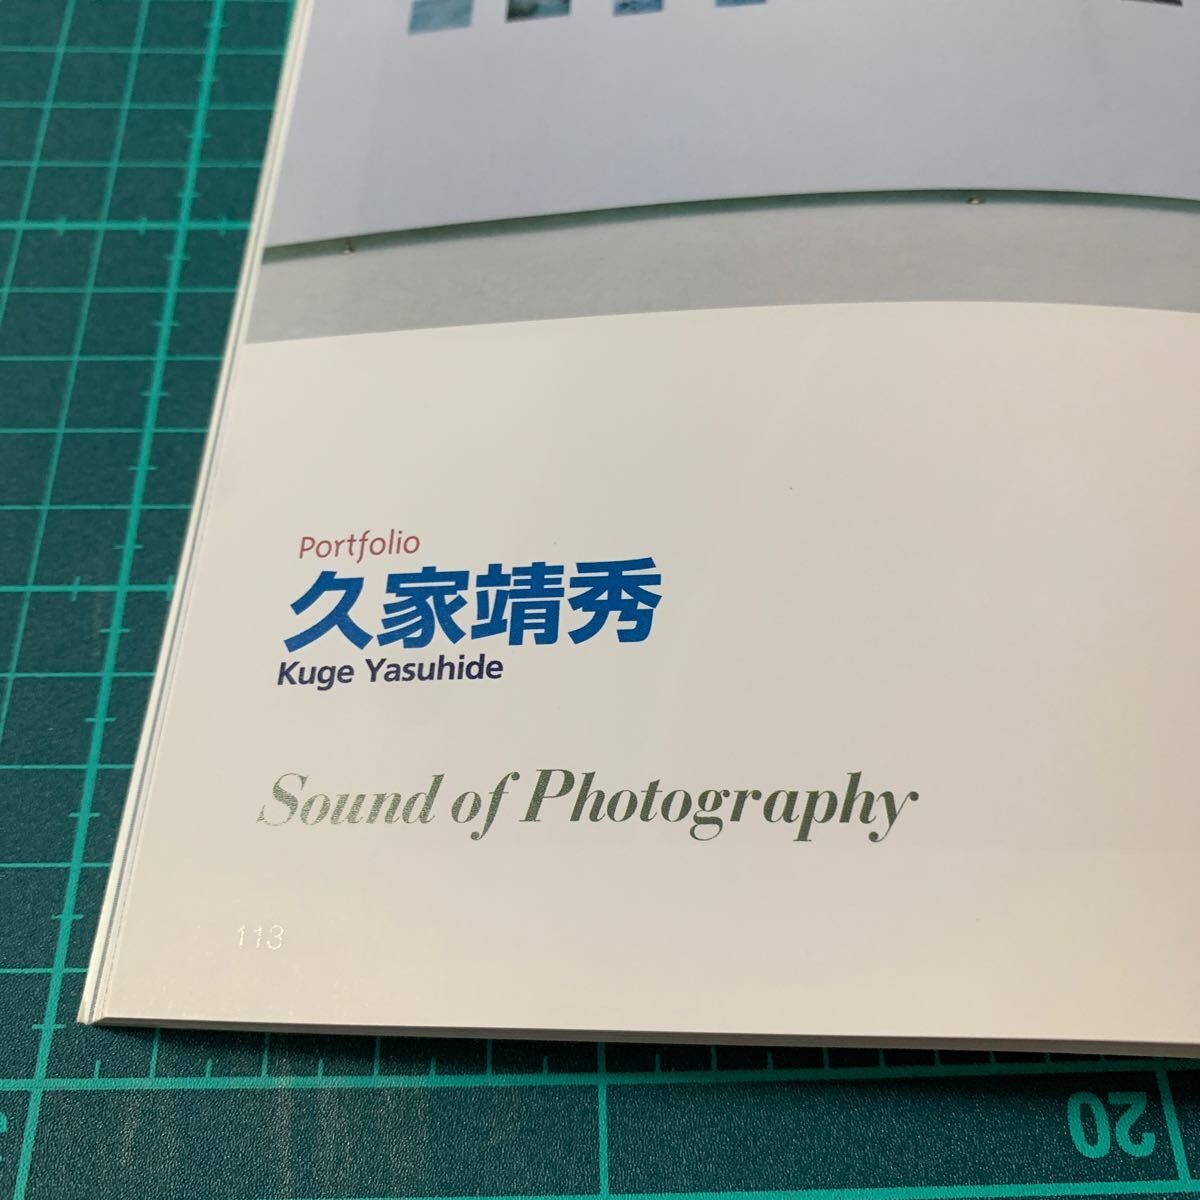 Portfolio
久家靖秀
Kuge Yasuhide
Sound of Photography
113
20